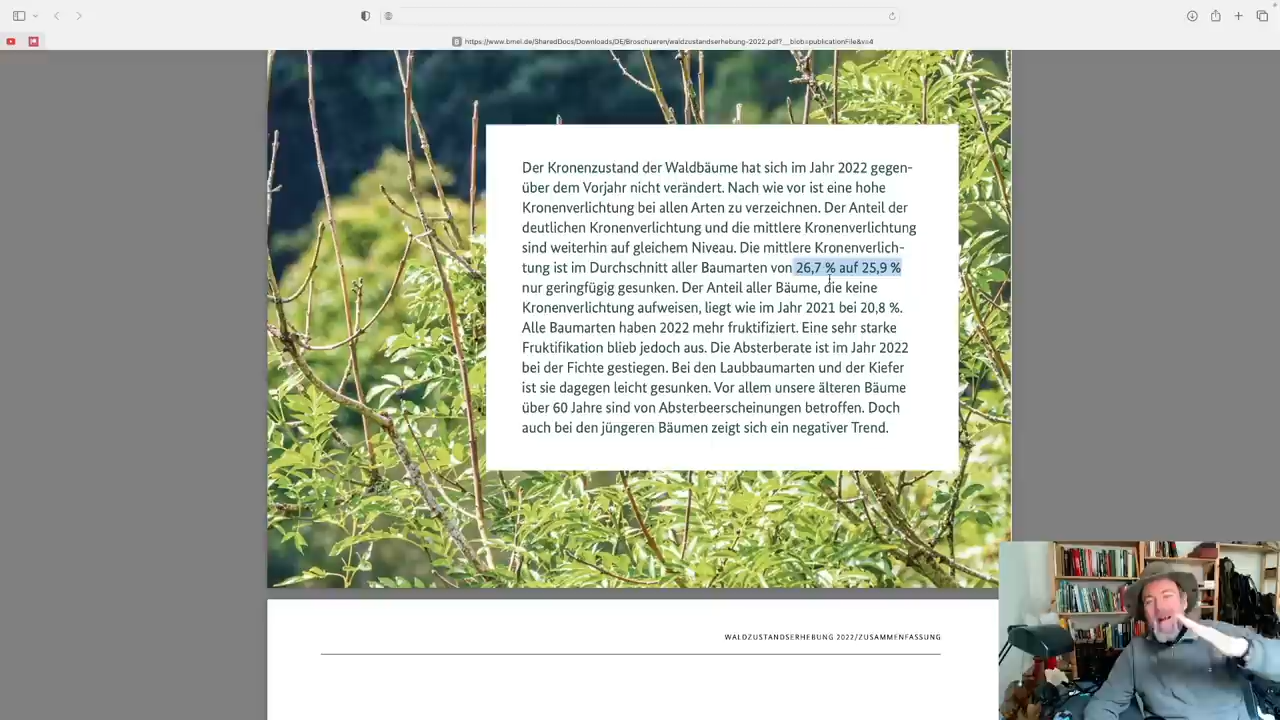 https://www.bmel.de/SharedDocs/Downloads/DE/Broschueren/waldzustandserhebung-2022.pdf?__blob=publicationFile&v=4
Der Kronenzustand der Waldbäume hat sich im Jahr 2022 gegen-
über dem Vorjahr nicht verändert. Nach wie vor ist eine hohe
Kronenverlichtung bei allen Arten zu verzeichnen. Der Anteil der
deutlichen Kronenverlichtung und die mittlere Kronenverlichtung
sind weiterhin auf gleichem Niveau. Die mittlere Kronenverlich-
tung ist im Durchschnitt aller Baumarten von 26,7 % auf 25,9 %
nur geringfügig gesunken. Der Anteil aller Bäume, die keine
Kronenverlichtung aufweisen, liegt wie im Jahr 2021 bei 20,8 %.
Alle Baumarten haben 2022 mehr fruktifiziert. Eine sehr starke
Fruktifikation blieb jedoch aus. Die Absterberate ist im Jahr 2022
bei der Fichte gestiegen. Bei den Laubbaumarten und der Kiefer
ist sie dagegen leicht gesunken. Vor allem unsere älteren Bäume
über 60 Jahre sind von Absterbeerscheinungen betroffen. Doch
auch bei den jüngeren Bäumen zeigt sich ein negativer Trend.
WALDZUSTANDSERHEBUNG 2022/ZUSAMMENFASSUNG